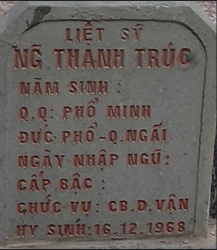 LIỆT SỸ
NG THANH TRÚC
NĂM SINH :
Q.Q: PHỔ MINH
ĐỨC PHỔ-Q.NGÃI
NGÀY NHẬP NGŨ:
CẤP BẬC :
CHỨC VỤ: CB.D.VẬN
HY SINH:16.12.1968